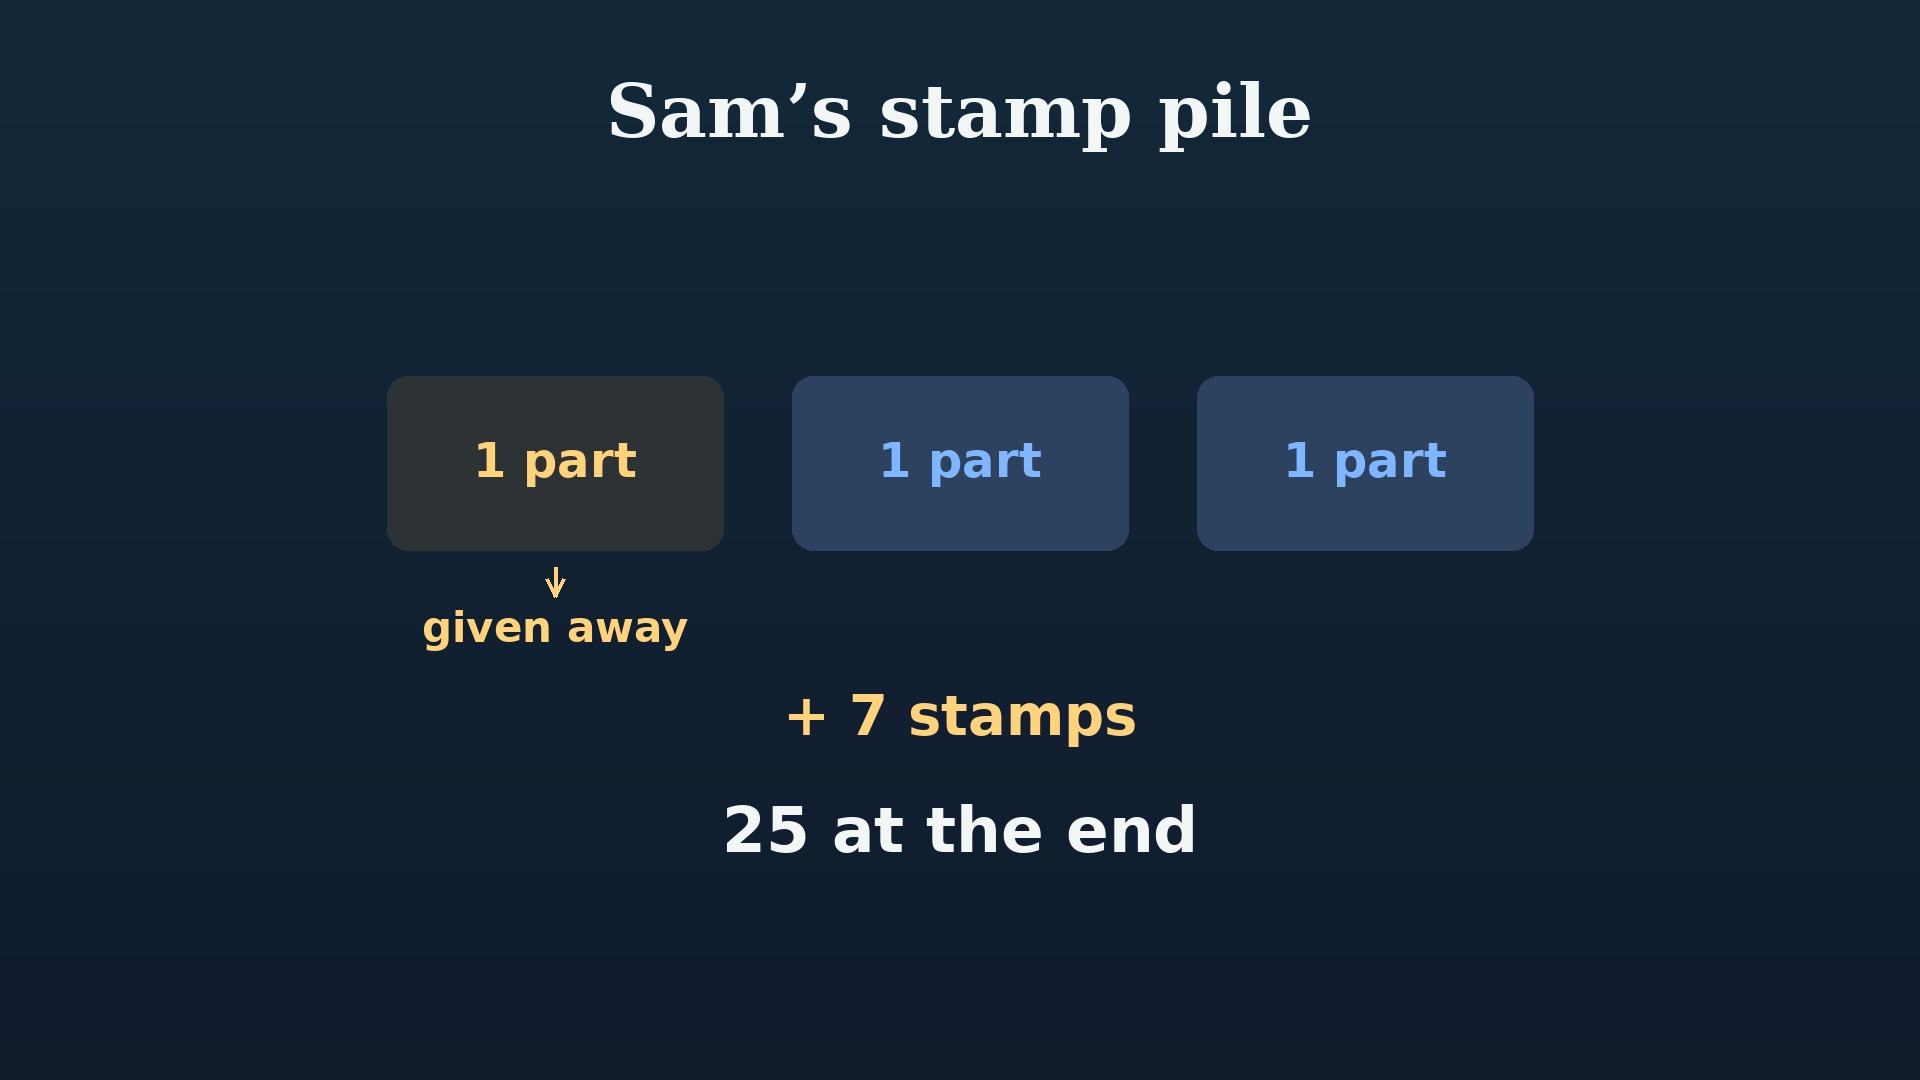 Sam’s stamp pile
1 part
1 part
1 part
given away
+ 7 stamps
25 at the end